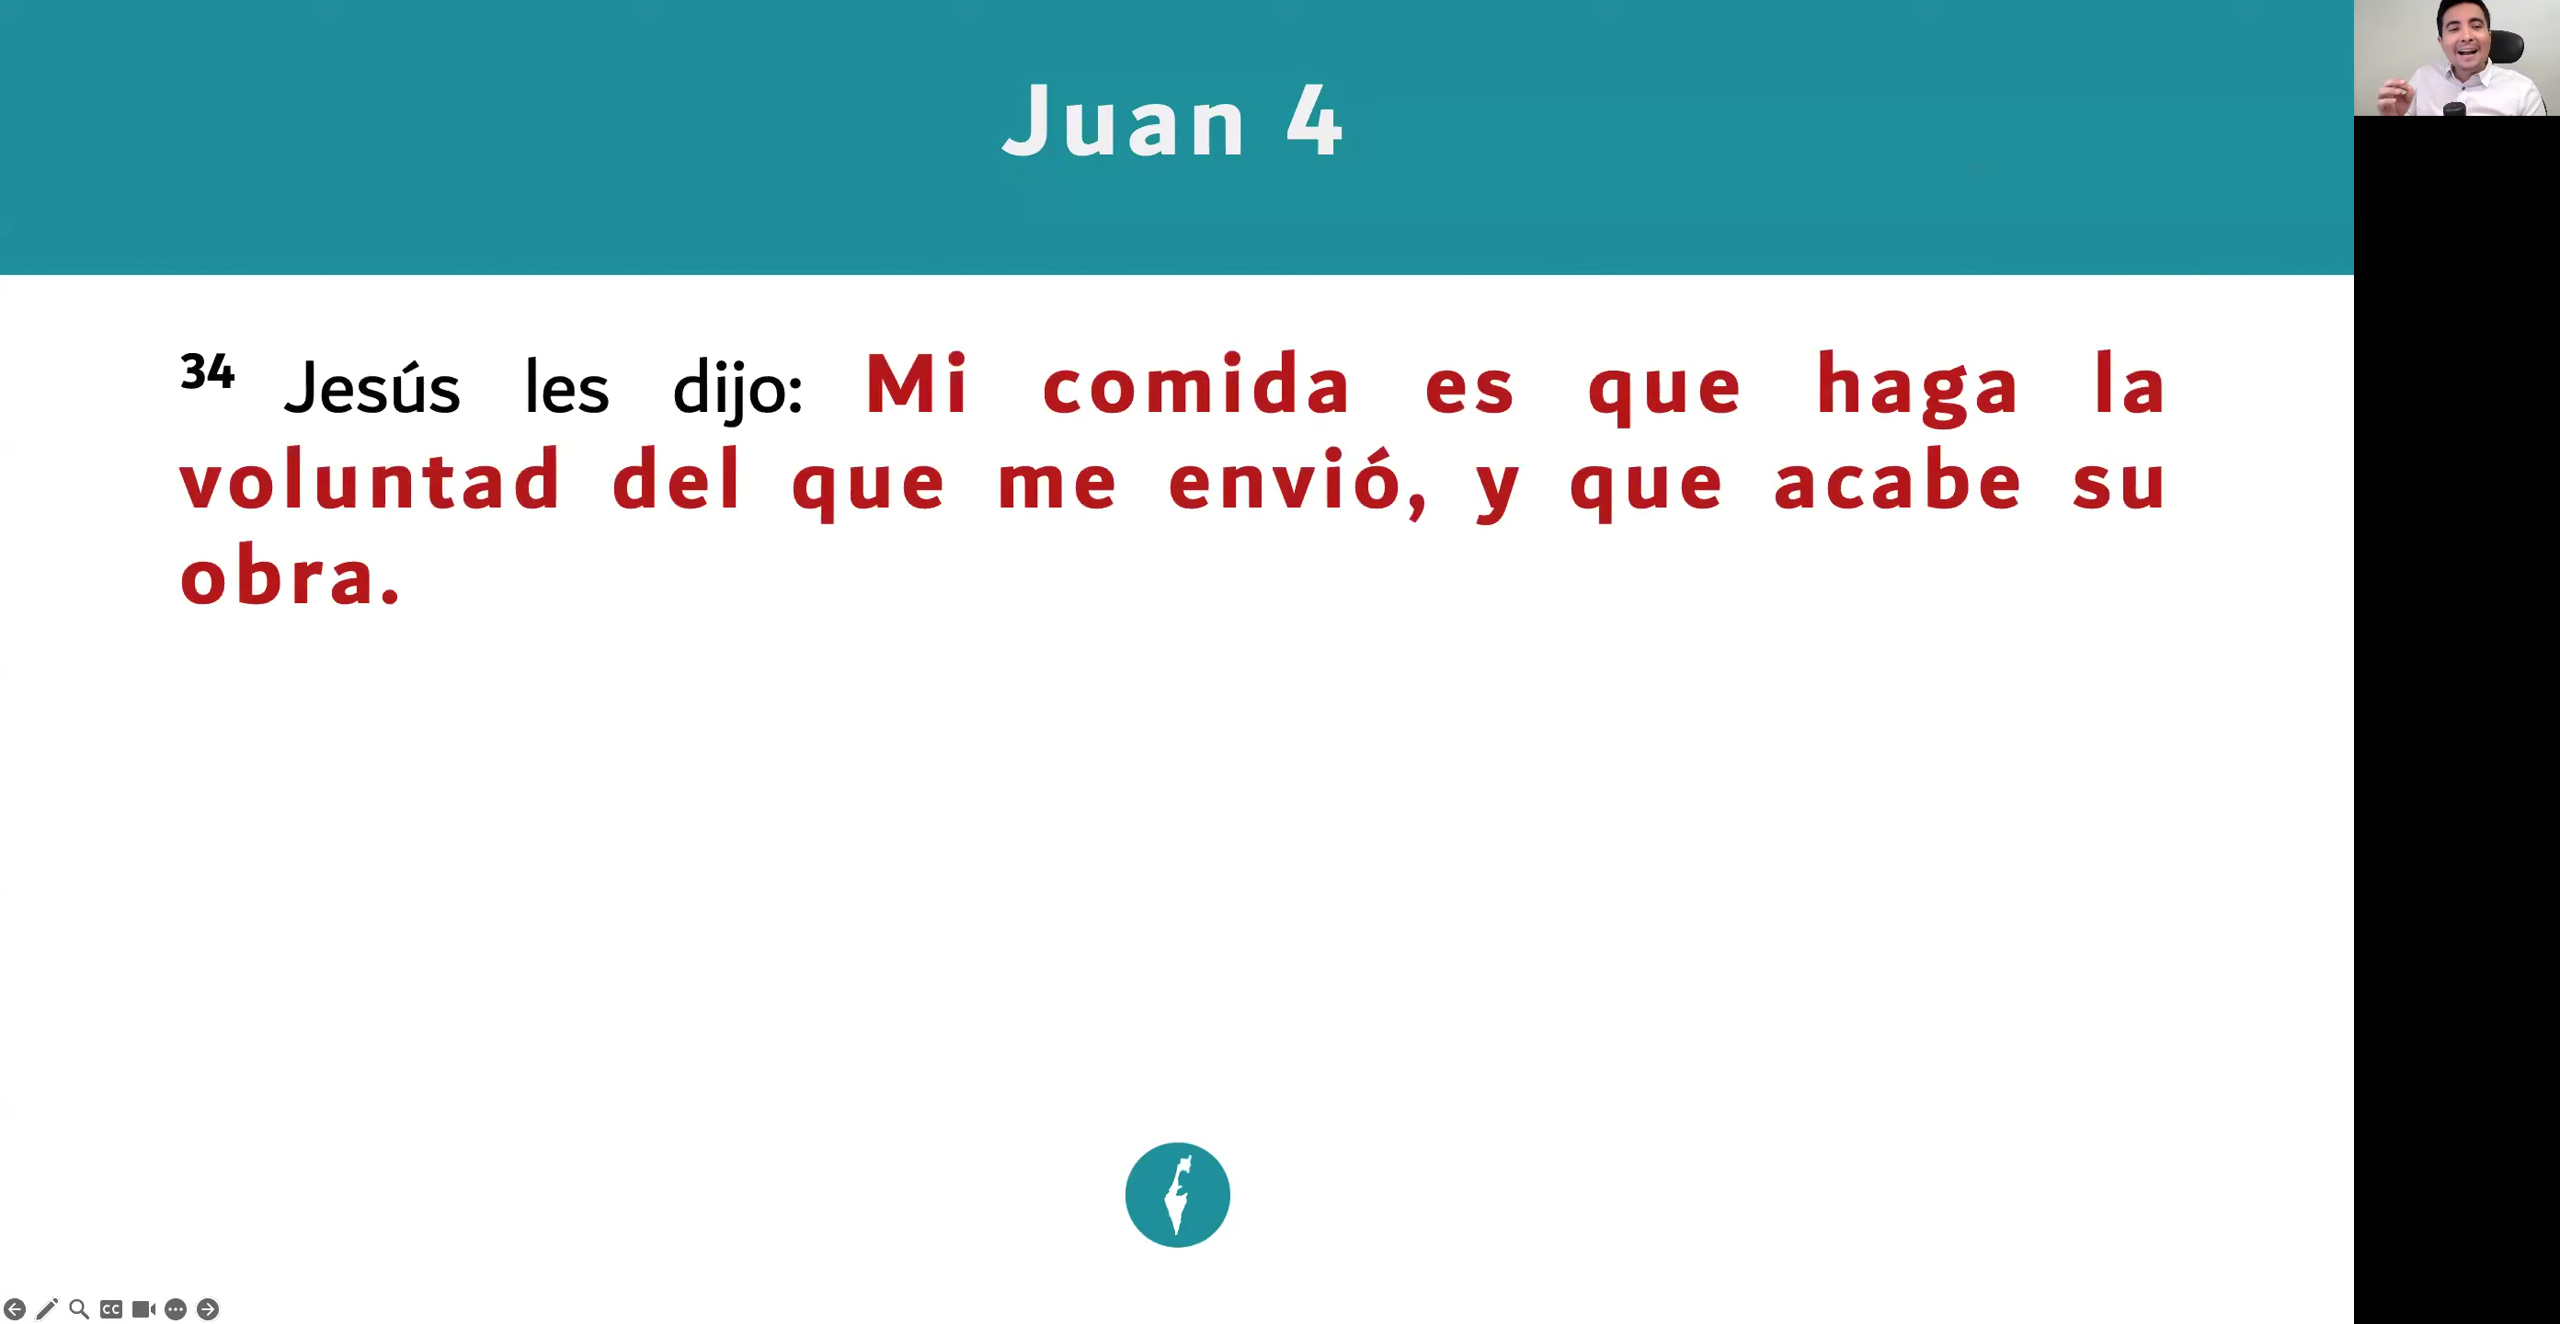 Juan 4
34 Jesús les dijo: Mi comida es que haga la
voluntad del que me envió, y que acabe su
obra.
CC